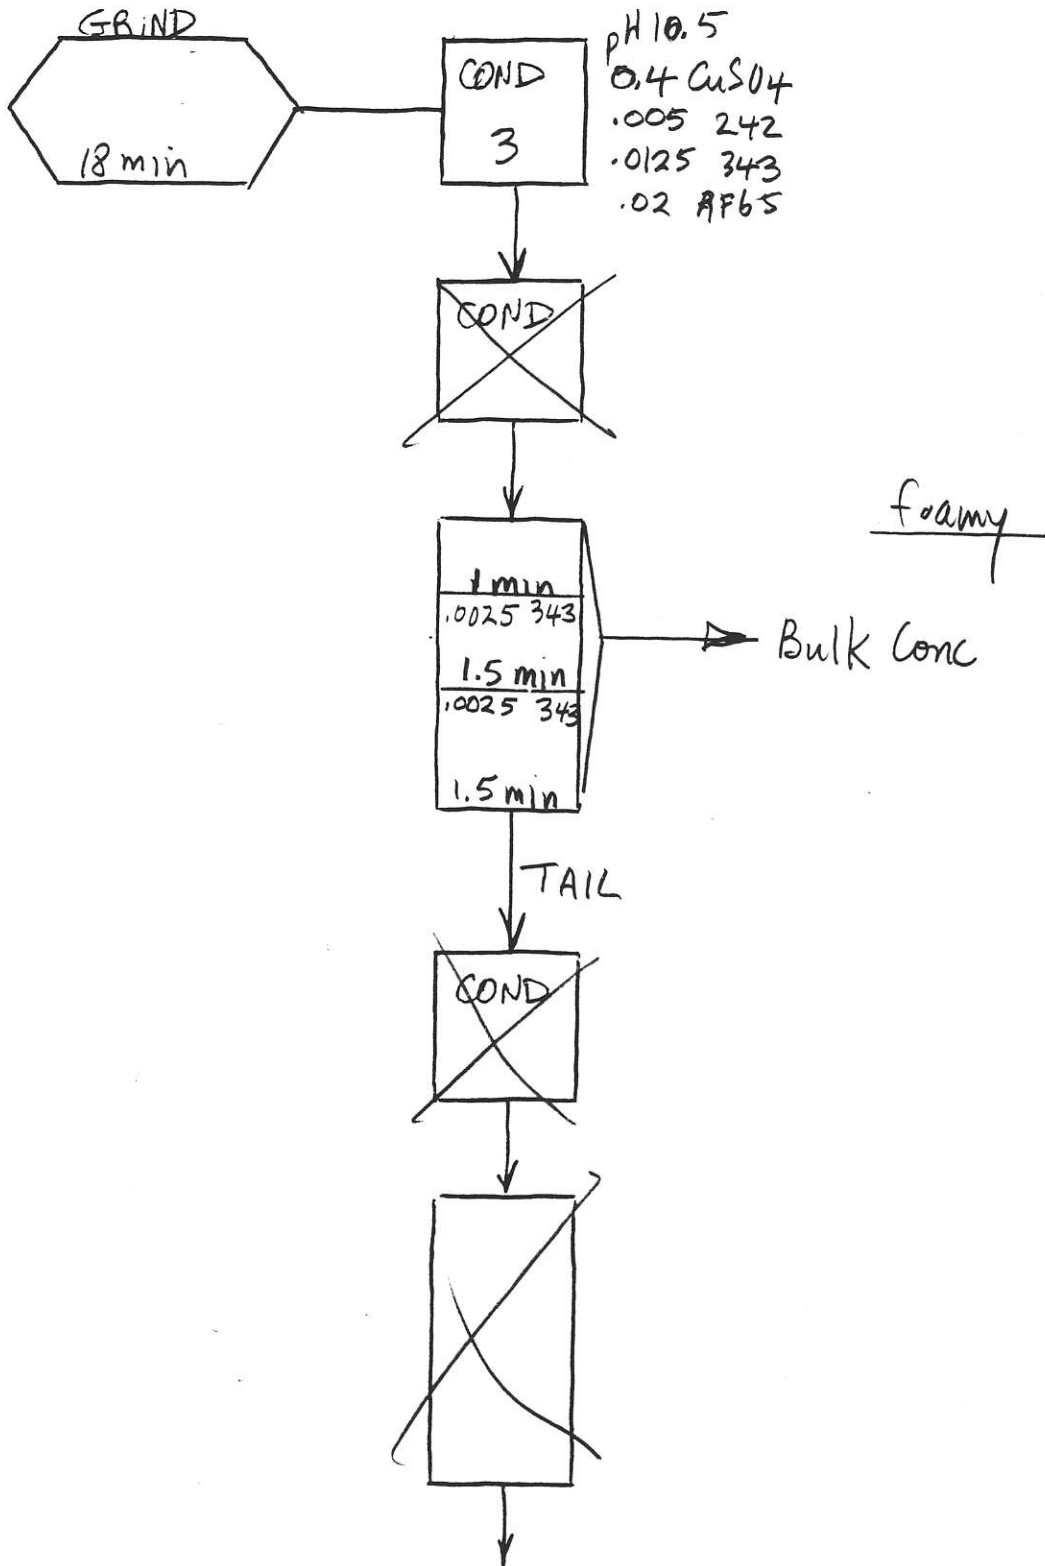 GRIND
18 min
COND
3
pH 10.5
0.4 CuSO4
.005 242
.0125 343
.02 AF65
COND
1 min
.0025 343
1.5 min
.0025 343
1.5 min
foamy
Bulk Conc
TAIL
COND